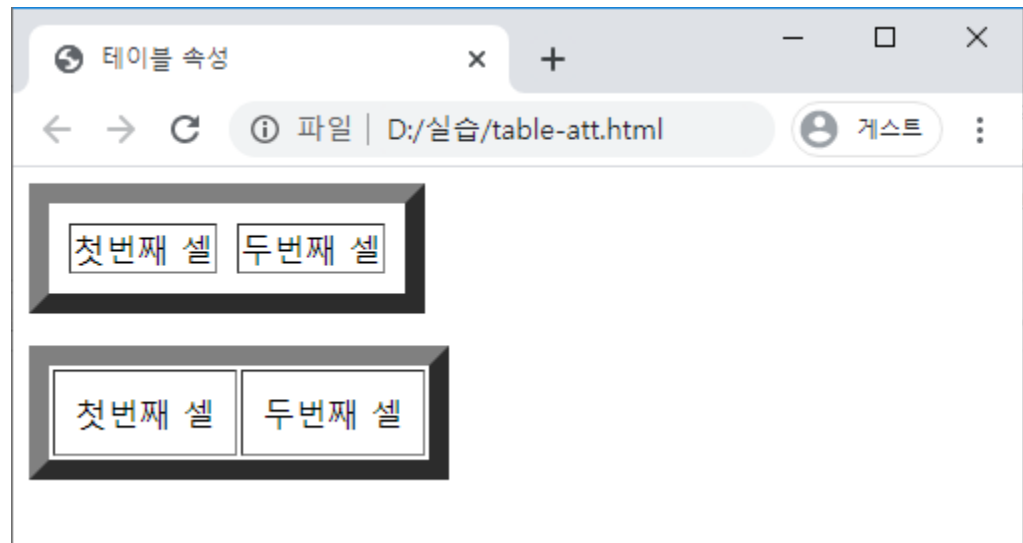 테이블 속성
파일 | D:/실습/table-att.html 게스트
첫번째 셀 두번째 셀
첫번째 셀 두번째 셀